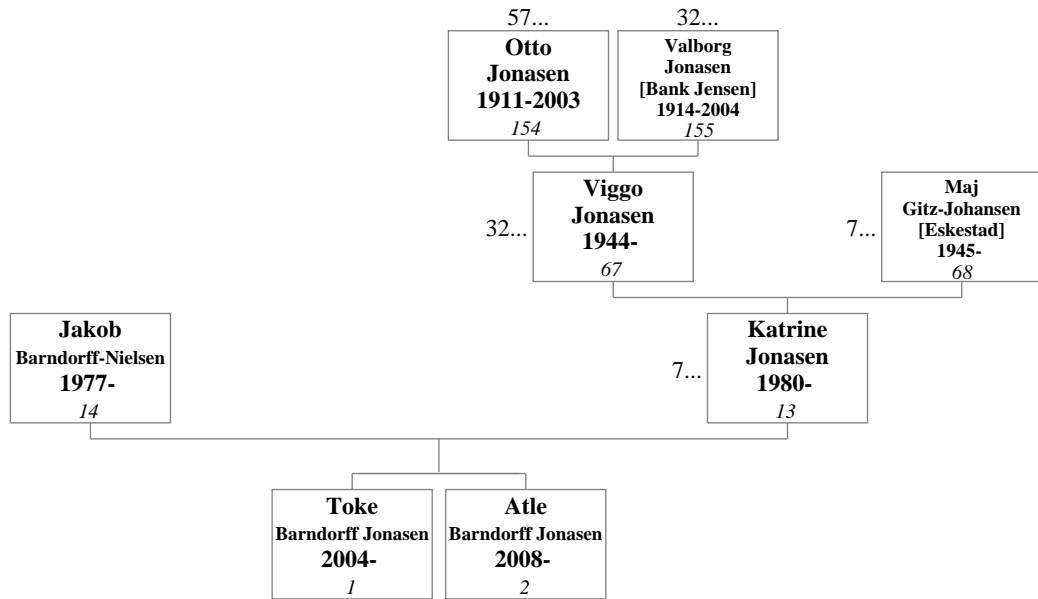 57...
32...
Otto
Jonasen
1911-2003
154
Valborg
Jonasen
[Bank Jensen]
1914-2004
155
32...
Viggo
Jonasen
1944-
67
7...
Maj
Gitz-Johansen
[Eskestad]
1945-
68
Jakob
Barndorff-Nielsen
1977-
14
7...
Katrine
Jonasen
1980-
13
Toke
Barndorff Jonasen
2004-
1
Atle
Barndorff Jonasen
2008-
2